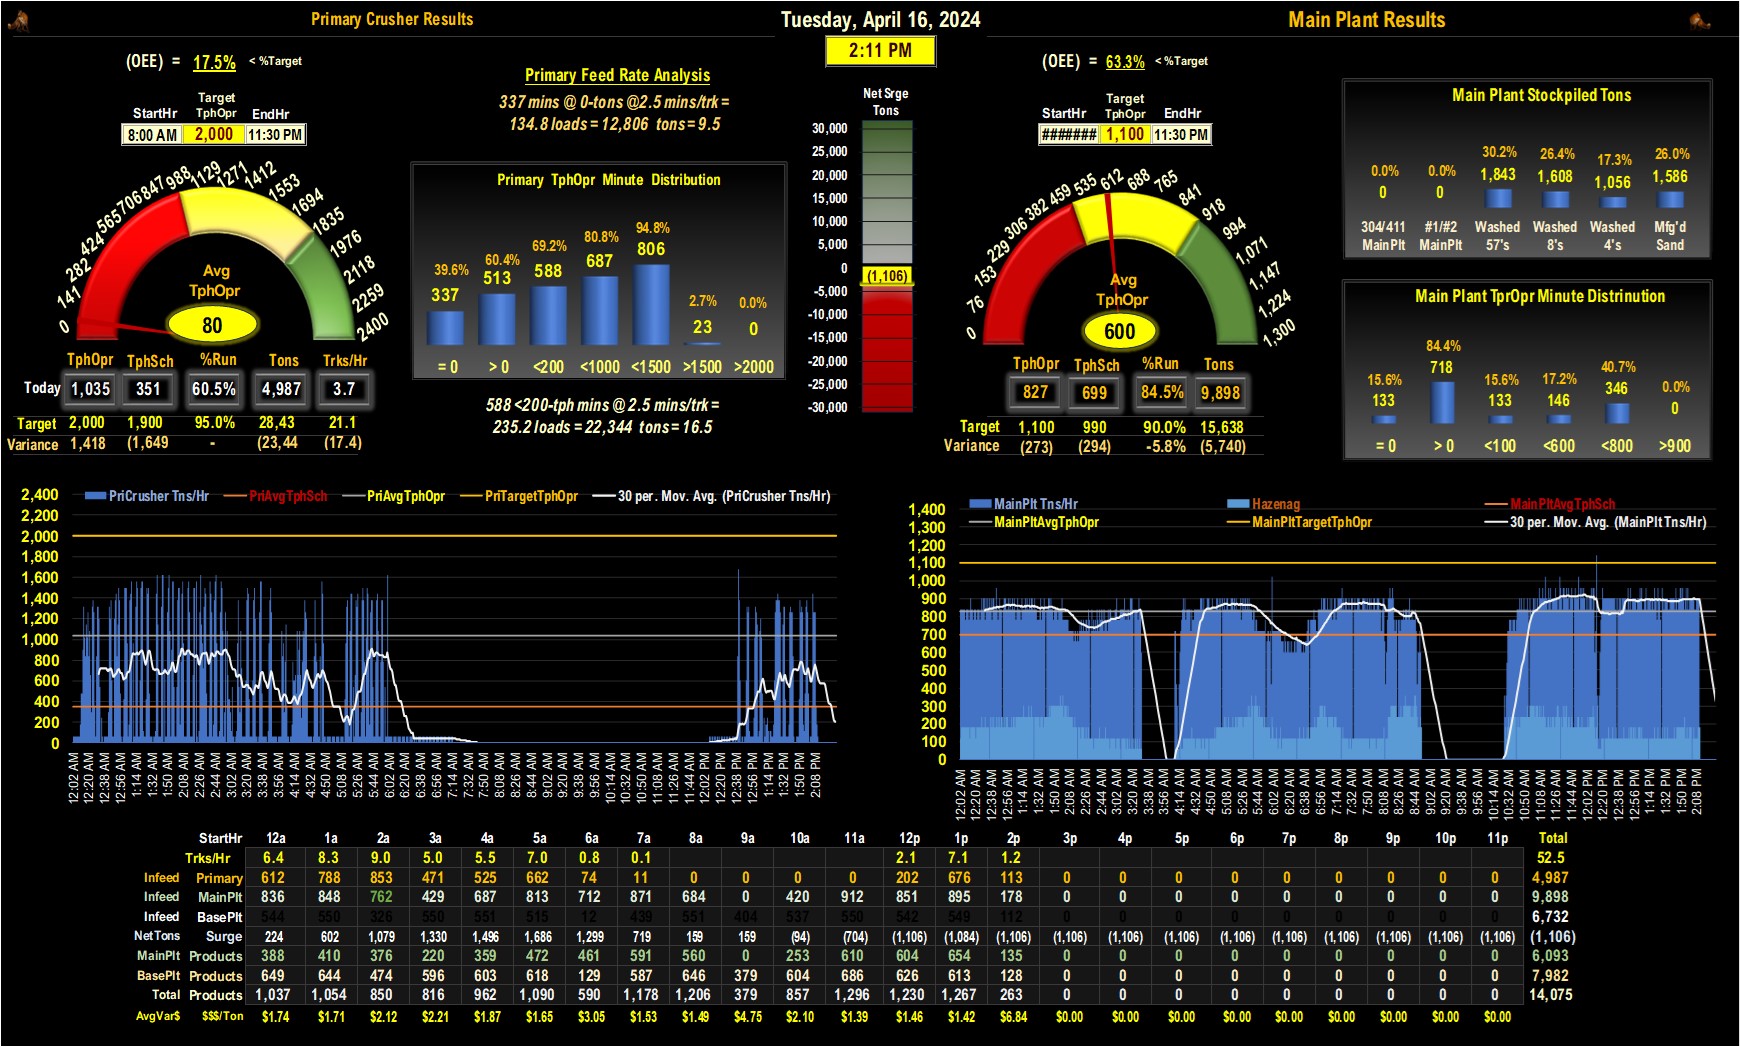 Primary Crusher Results
Tuesday, April 16, 2024
Main Plant Results
2:11 PM
(OEE) = 17.5% < %Target
Target
StartHr TphOpr EndHr
8:00 AM 2,000 11:30 PM
Primary Feed Rate Analysis
337 mins @ 0-tons @2.5 mins/trk =
134.8 loads = 12,806 tons = 9.5
0 141 282 424 565 706 847 988 1129 1271 1412 1553 1694 1835 1976 2118 2259 2400
Avg
TphOpr
80
TphOpr TphSch %Run Tons Trks/Hr
Today 1,035 351 60.5% 4,987 3.7
Target 2,000 1,900 95.0% 28,43 21.1
Variance 1,418 (1,649 - (23,44 (17.4)
Primary TphOpr Minute Distribution
39.6% 60.4% 69.2% 80.8% 94.8% 2.7% 0.0%
337 513 588 687 806 23 0
= 0 > 0 <200 <1000 <1500 >1500 >2000
588 <200-tph mins @ 2.5 mins/trk =
235.2 loads = 22,344 tons = 16.5
Net Srge
Tons
30,000
25,000
20,000
15,000
10,000
5,000
0
(1,106)
-5,000
-10,000
-15,000
-20,000
-25,000
-30,000
(OEE) = 63.3% < %Target
Target
StartHr TphOpr EndHr
####### 1,100 11:30 PM
0 76 153 229 306 382 459 535 612 688 765 841 918 994 1,071 1,147 1,224 1,300
Avg
TphOpr
600
TphOpr TphSch %Run Tons
827 699 84.5% 9,898
Target 1,100 990 90.0% 15,638
Variance (273) (294) -5.8% (5,740)
Main Plant Stockpiled Tons
0.0% 0.0% 30.2% 26.4% 17.3% 26.0%
0 0 1,843 1,608 1,056 1,586
304/411 #1/#2 Washed Washed Washed Mfg'd
MainPlt MainPlt 57's 8's 4's Sand
Main Plant TprOpr Minute Distrinution
15.6% 84.4% 15.6% 17.2% 40.7% 0.0%
133 718 133 146 346 0
= 0 > 0 <100 <600 <800 >900
PriCrusher Tns/Hr PriAvgTphSch PriAvgTphOpr PriTargetTphOpr 30 per. Mov. Avg. (PriCrusher Tns/Hr)
2,400
2,200
2,000
1,800
1,600
1,400
1,200
1,000
800
600
400
200
0
12:02 AM 12:20 AM 12:38 AM 12:56 AM 1:14 AM 1:32 AM 1:50 AM 2:08 AM 2:26 AM 2:44 AM 3:02 AM 3:20 AM 3:38 AM 3:56 AM 4:14 AM 4:32 AM 4:50 AM 5:08 AM 5:26 AM 5:44 AM 6:02 AM 6:20 AM 6:38 AM 6:56 AM 7:14 AM 7:32 AM 7:50 AM 8:08 AM 8:26 AM 8:44 AM 9:02 AM 9:20 AM 9:38 AM 9:56 AM 10:14 AM 10:32 AM 10:50 AM 11:08 AM 11:26 AM 11:44 AM 12:02 PM 12:20 PM 12:38 PM 12:56 PM 1:14 PM 1:32 PM 1:50 PM 2:08 PM
MainPlt Tns/Hr Hazenag MainPltAvgTphSch
MainPltAvgTphOpr MainPltTargetTphOpr 30 per. Mov. Avg. (MainPlt Tns/Hr)
1,400
1,300
1,200
1,100
1,000
900
800
700
600
500
400
300
200
100
0
12:02 AM 12:20 AM 12:38 AM 12:56 AM 1:14 AM 1:32 AM 1:50 AM 2:08 AM 2:26 AM 2:44 AM 3:02 AM 3:20 AM 3:38 AM 3:56 AM 4:14 AM 4:32 AM 4:50 AM 5:08 AM 5:26 AM 5:44 AM 6:02 AM 6:20 AM 6:38 AM 6:56 AM 7:14 AM 7:32 AM 7:50 AM 8:08 AM 8:26 AM 8:44 AM 9:02 AM 9:20 AM 9:38 AM 9:56 AM 10:14 AM 10:32 AM 10:50 AM 11:08 AM 11:26 AM 11:44 AM 12:02 PM 12:20 PM 12:38 PM 12:56 PM 1:14 PM 1:32 PM 1:50 PM 2:08 PM
StartHr 12a 1a 2a 3a 4a 5a 6a 7a 8a 9a 10a 11a 12p 1p 2p 3p 4p 5p 6p 7p 8p 9p 10p 11p Total
Trks/Hr 6.4 8.3 9.0 5.0 5.5 7.0 0.8 0.1 2.1 7.1 1.2 52.5
Infeed Primary 612 788 853 471 525 662 74 11 0 0 0 0 202 676 113 0 0 0 0 0 0 0 0 0 4,987
Infeed MainPlt 836 848 762 429 687 813 712 871 684 0 420 912 851 895 178 0 0 0 0 0 0 0 0 0 9,898
Infeed BasePlt 544 550 326 550 551 515 12 439 551 404 537 550 542 549 112 0 0 0 0 0 0 0 0 0 6,732
NetTons Surge 224 602 1,079 1,330 1,496 1,686 1,299 719 159 159 (94) (704) (1,106) (1,084) (1,106) (1,106) (1,106) (1,106) (1,106) (1,106) (1,106) (1,106) (1,106) (1,106) (1,106)
MainPlt Products 388 410 376 220 359 472 461 591 560 0 253 610 604 654 135 0 0 0 0 0 0 0 0 0 6,093
BasePlt Products 649 644 474 596 603 618 129 587 646 379 604 686 626 613 128 0 0 0 0 0 0 0 0 0 7,982
Total Products 1,037 1,054 850 816 962 1,090 590 1,178 1,206 379 857 1,296 1,230 1,267 263 0 0 0 0 0 0 0 0 0 14,075
AvgVar$ $$$/Ton $1.74 $1.71 $2.12 $2.21 $1.87 $1.65 $3.05 $1.53 $1.49 $4.75 $2.10 $1.39 $1.46 $1.42 $6.84 $0.00 $0.00 $0.00 $0.00 $0.00 $0.00 $0.00 $0.00 $0.00